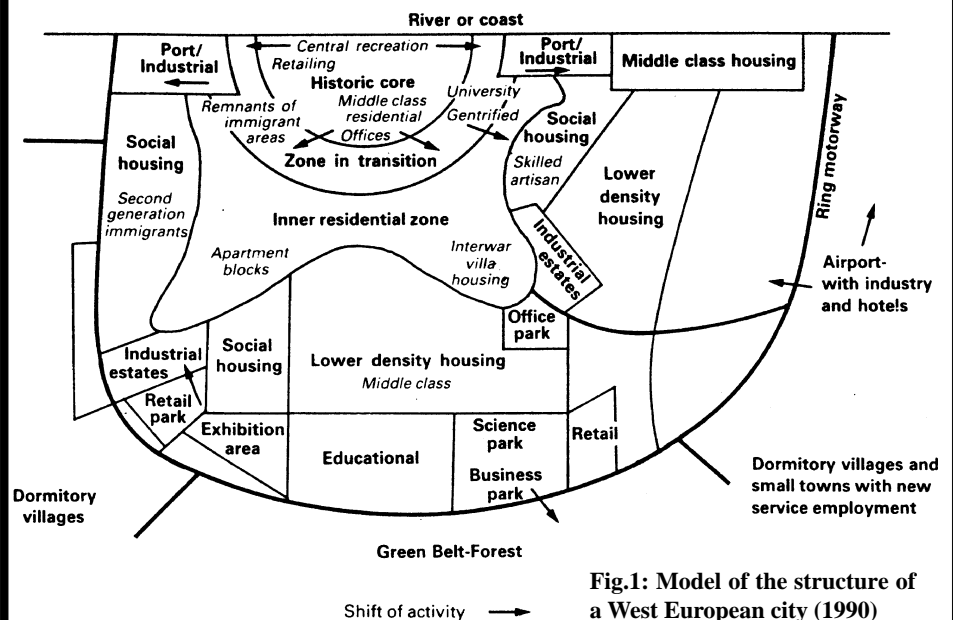 River or coast
Port/
Industrial
Central recreation
Retailing
Historic core
Middle class
residential
Offices
University
Gentrified
Port/
Industrial
Middle class housing
Remnants of
immigrant
areas
Zone in transition
Social
housing
Second
generation
immigrants
Social
housing
Skilled
artisan
Lower
density
housing
Ring motorway
Inner residential zone
Apartment
blocks
Interwar
villa
housing
Industrial
estates
Airport-
with industry
and hotels
Office
park
Industrial
estates
Social
housing
Lower density housing
Middle class
Retail
park
Exhibition
area
Educational
Science
park
Business
park
Retail
Dormitory
villages
Dormitory villages and
small towns with new
service employment
Green Belt-Forest
Shift of activity
Fig.1: Model of the structure of
a West European city (1990)